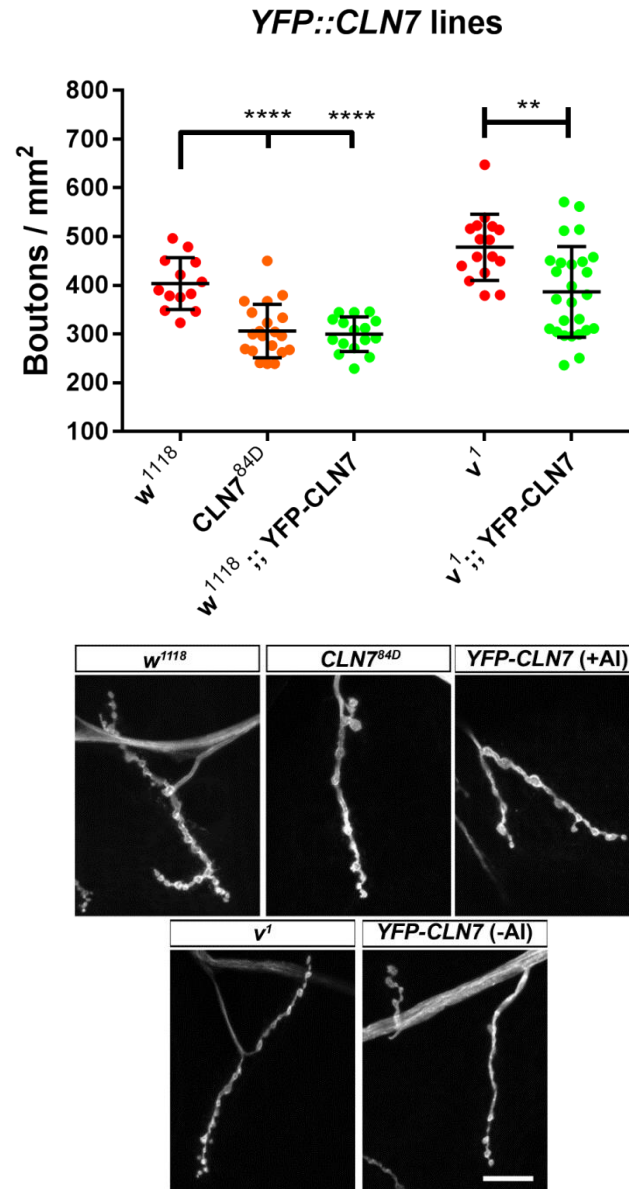 YFP::CLN7 lines
Boutons / mm²
800
700
600
500
400
300
200
100
**** ****
**
w¹¹¹⁸
CLN7⁸⁴ᴰ
w¹¹¹⁸ ;; YFP-CLN7
v¹
v¹;; YFP-CLN7
w¹¹¹⁸ CLN7⁸⁴ᴰ YFP-CLN7 (+AI)
v¹ YFP-CLN7 (-AI)